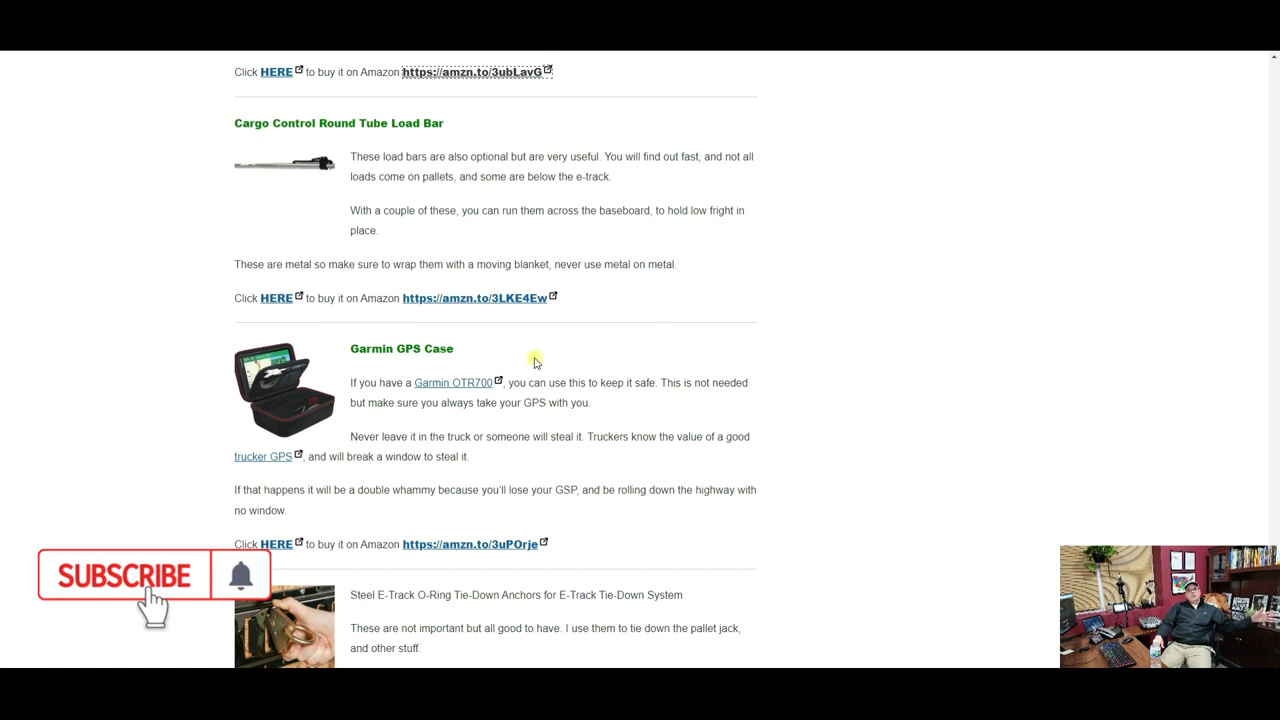 Click HERE to buy it on Amazon https://amzn.to/3ubLavG
Cargo Control Round Tube Load Bar
These load bars are also optional but are very useful. You will find out fast, and not all
loads come on pallets, and some are below the e-track.
With a couple of these, you can run them across the baseboard, to hold low fright in
place.
These are metal so make sure to wrap them with a moving blanket, never use metal on metal.
Click HERE to buy it on Amazon https://amzn.to/3LKE4Ew
Garmin GPS Case
If you have a Garmin OTR700, you can use this to keep it safe. This is not needed
but make sure you always take your GPS with you.
Never leave it in the truck or someone will steal it. Truckers know the value of a good
trucker GPS, and will break a window to steal it.
If that happens it will be a double whammy because you'll lose your GSP, and be rolling down the highway with
no window.
Click HERE to buy it on Amazon https://amzn.to/3uPOrje
SUBSCRIBE
Steel E-Track O-Ring Tie-Down Anchors for E-Track Tie-Down System
These are not important but all good to have. I use them to tie down the pallet jack,
and other stuff.